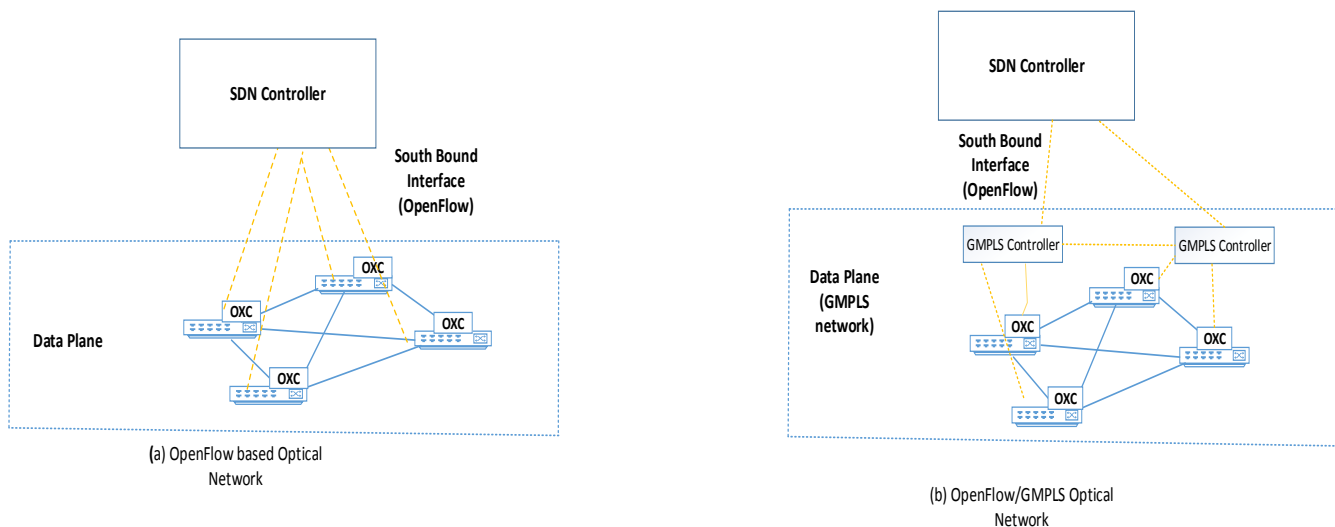 SDN Controller
South Bound
Interface
(OpenFlow)
OXC
OXC
OXC
Data Plane
OXC
(a) OpenFlow based Optical
Network
SDN Controller
South Bound
Interface
(OpenFlow)
GMPLS Controller
GMPLS Controller
Data Plane
(GMPLS
network)
OXC
OXC
OXC
OXC
(b) OpenFlow/GMPLS Optical
Network